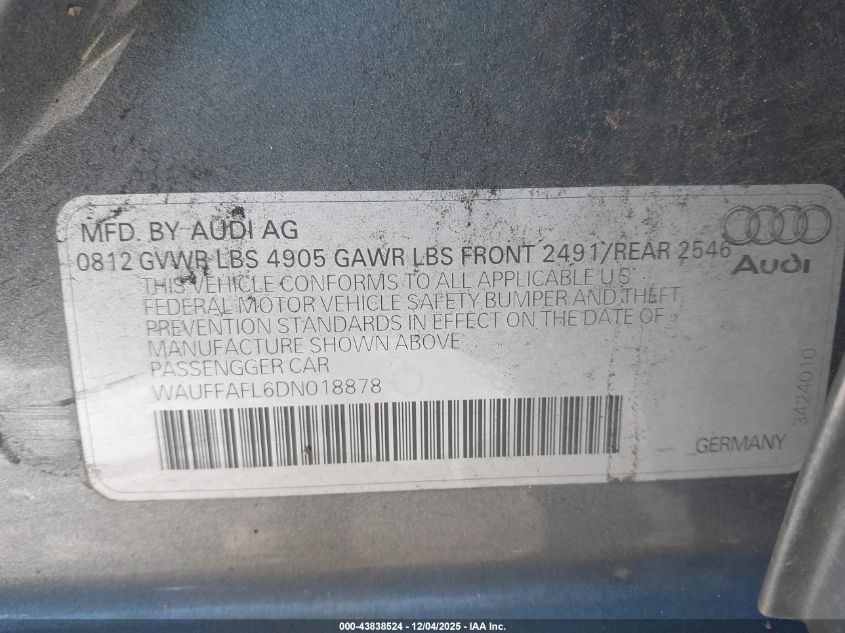 MFD. BY AUDI AG
0812 GVWR LBS 4905 GAWR LBS FRONT 2491/REAR 2546
THIS VEHICLE CONFORMS TO ALL APPLICABLE U.S
FEDERAL MOTOR VEHICLE SAFETY BUMPER AND THEFT
PREVENTION STANDARDS IN EFFECT ON THE DATE OF
MANUFACTURE SHOWN ABOVE
PASSENGGER CAR
WAUFFAFL6DN018878
Audi
3424010
GERMANY
000-43838524 - 12/04/2025 - IAA Inc.